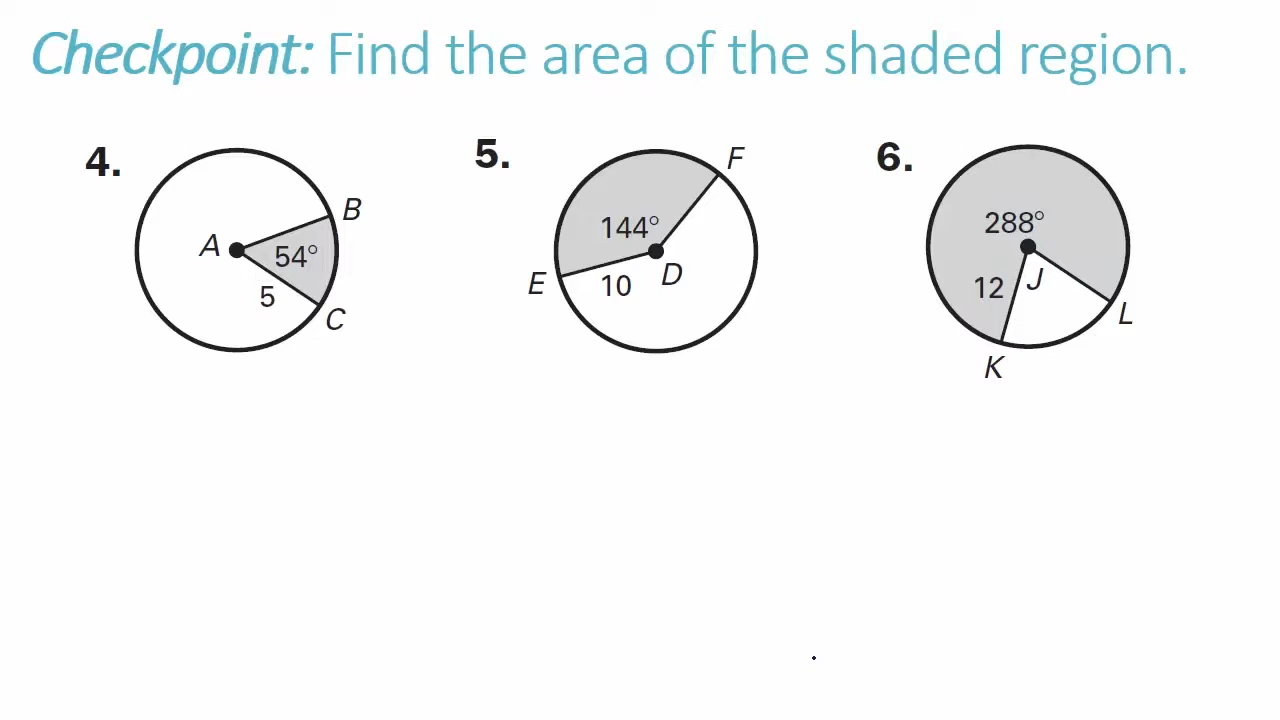 Checkpoint: Find the area of the shaded region.
4.
B
A
54°
5
C
5.
F
144°
E
10
D
6.
288°
12
J
L
K